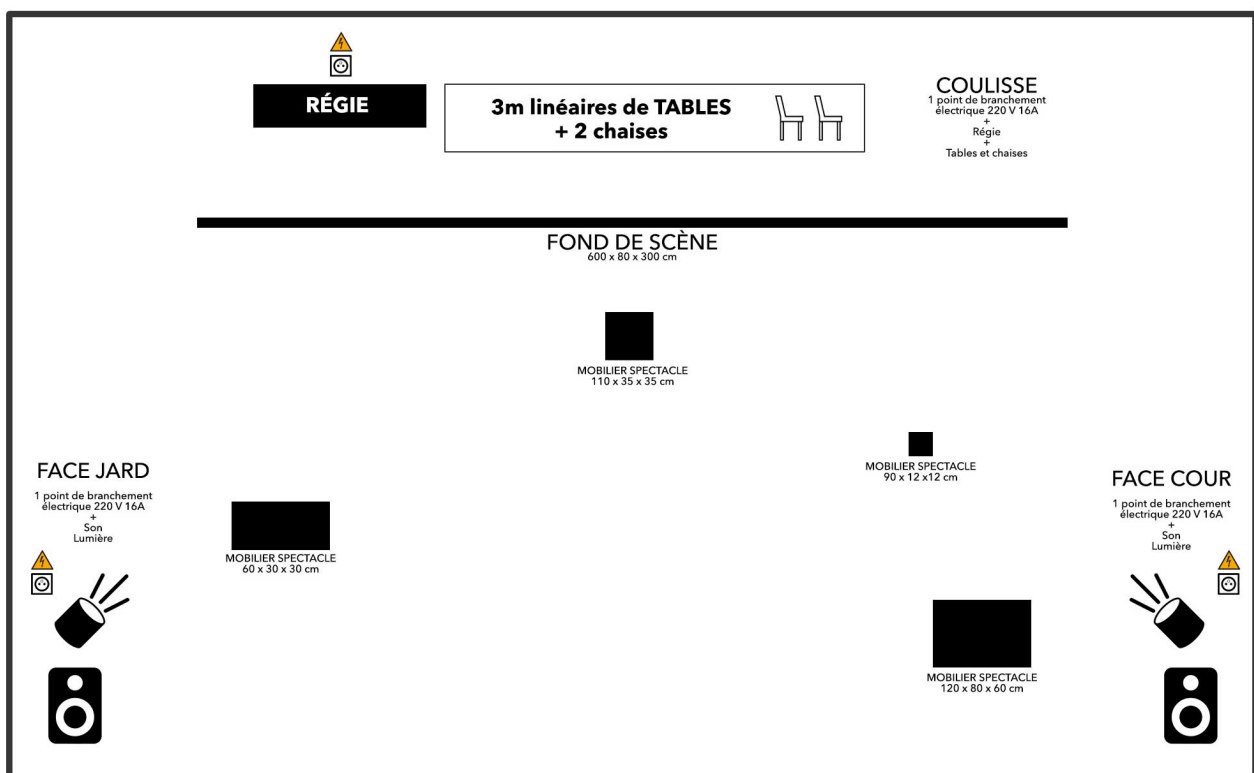 RÉGIE
3m linéaires de TABLES
+ 2 chaises
COULISSE
1 point de branchement
électrique 220 V 16A
+
Régie
+
Tables et chaises
FOND DE SCÈNE
600 x 80 x 300 cm
MOBILIER SPECTACLE
110 x 35 x 35 cm
MOBILIER SPECTACLE
90 x 12 x12 cm
FACE JARD
1 point de branchement
électrique 220 V 16A
+
Son
Lumière
FACE COUR
1 point de branchement
électrique 220 V 16A
+
Son
Lumière
MOBILIER SPECTACLE
60 x 30 x 30 cm
MOBILIER SPECTACLE
120 x 80 x 60 cm